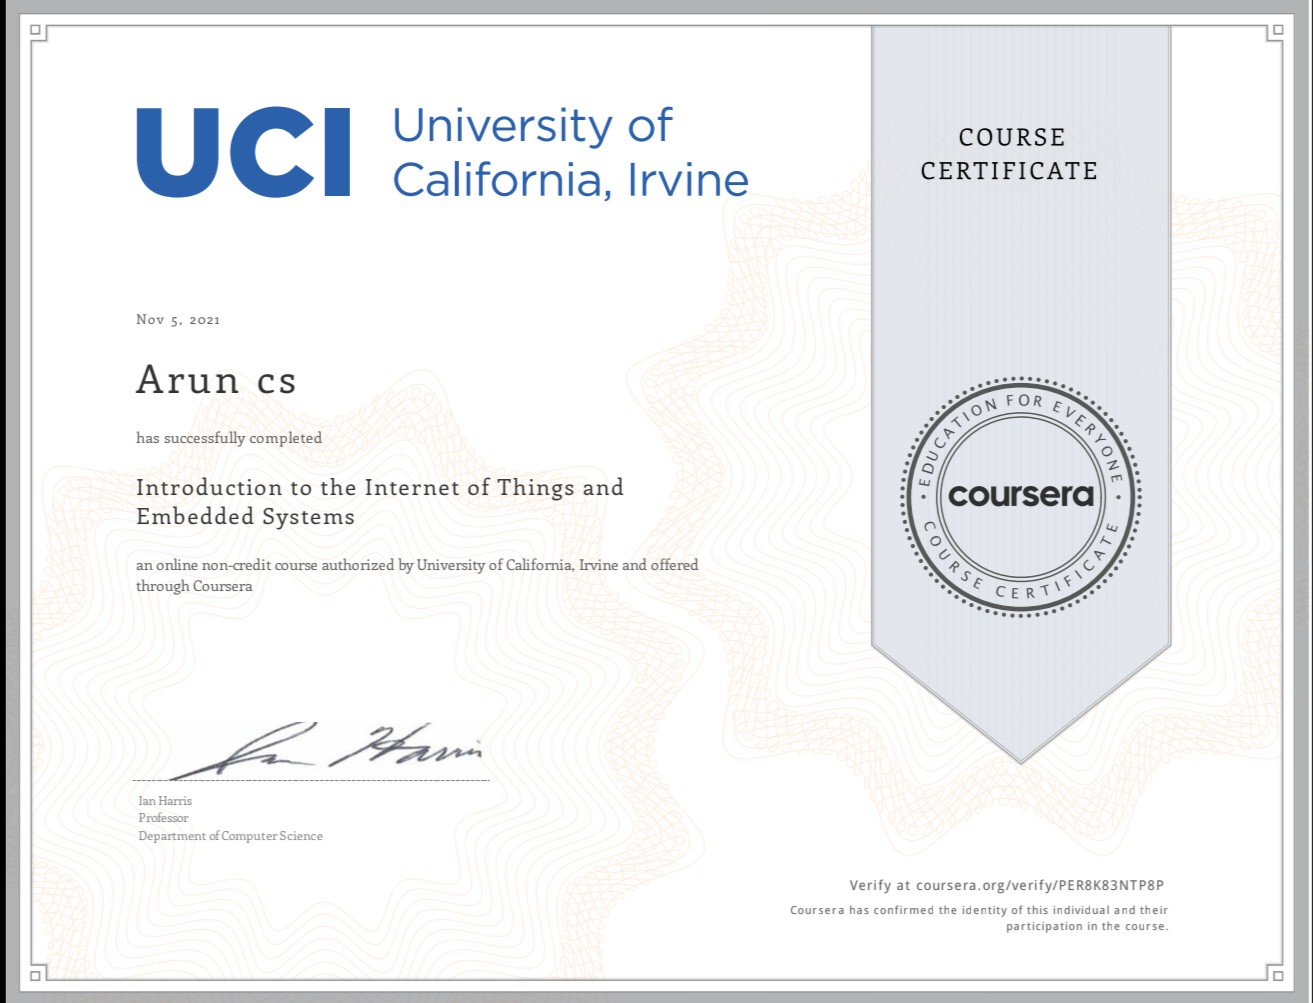 UCI
University of
California, Irvine
COURSE
CERTIFICATE
Nov 5, 2021
Arun cs
has successfully completed
Introduction to the Internet of Things and
Embedded Systems
an online non-credit course authorized by University of California, Irvine and offered
through Coursera
EDUCATION FOR EVERYONE
coursera
COURSE CERTIFICATE
Ian Harris
Ian Harris
Professor
Department of Computer Science
Verify at coursera.org/verify/PER8K83NTP8P
Coursera has confirmed the identity of this individual and their
participation in the course.